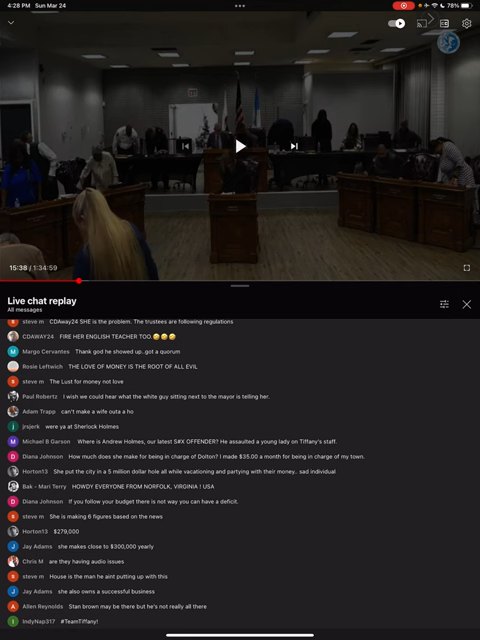 4:28 PM Sun Mar 24
78%
15:38 / 1:34:59
Live chat replay
All messages
steve m CDAway24 SHE is the problem. The trustees are following regulations
CDAWAY24 FIRE HER ENGLISH TEACHER TOO.🤣🤣🤣
Margo Cervantes Thank god he showed up..got a quorum
Rosie Leftwich THE LOVE OF MONEY IS THE ROOT OF ALL EVIL
steve m The Lust for money not love
Paul Robertz I wish we could hear what the white guy sitting next to the mayor is telling her.
Adam Trapp can't make a wife outa a ho
jnjerk were ya at Sherlock Holmes
Michael B Garson Where is Andrew Holmes, our latest S#X OFFENDER? He assaulted a young lady on Tiffany's staff.
Diana Johnson How much does she make for being in charge of Dolton? I made $35.00 a month for being in charge of my town.
Horton13 She put the city in a 5 million dollar hole all while vacationing and partying with their money.. sad individual
Bak - Mari Terry HOWDY EVERYONE FROM NORFOLK, VIRGINIA ! USA
Diana Johnson If you follow your budget there is not way you can have a deficit.
steve m She is making 6 figures based on the news
Horton13 $279,000
Jay Adams she makes close to $300,000 yearly
Chris M are they having audio issues
steve m House is the man he aint putting up with this
Jay Adams she also owns a successful business
Allen Reynolds Stan brown may be there but he's not really all there
IndyNap317 #TeamTiffany!